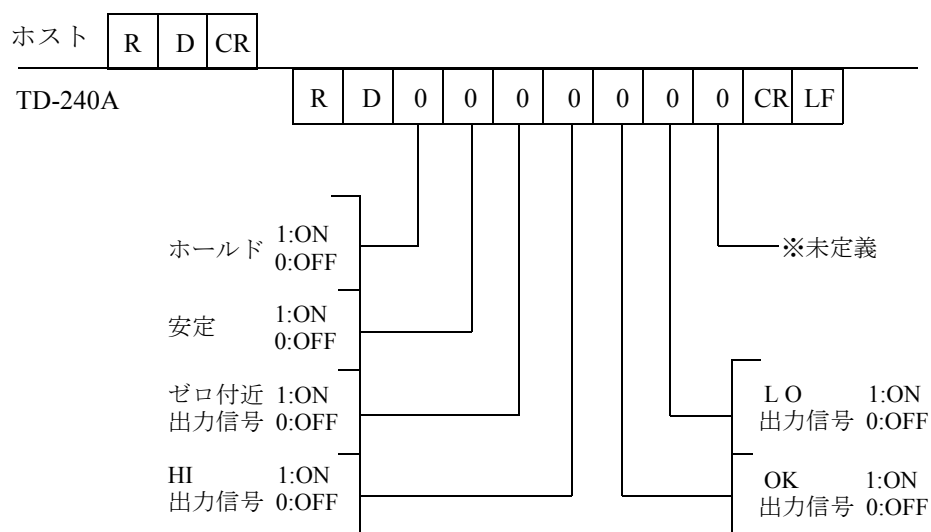 ホスト R D CR
TD-240A R D 0 0 0 0 0 0 0 CR LF
ホールド 1:ON
0:OFF
※未定義
安定 1:ON
0:OFF
ゼロ付近 1:ON
出力信号 0:OFF
LO 1:ON
出力信号 0:OFF
HI 1:ON
出力信号 0:OFF
OK 1:ON
出力信号 0:OFF